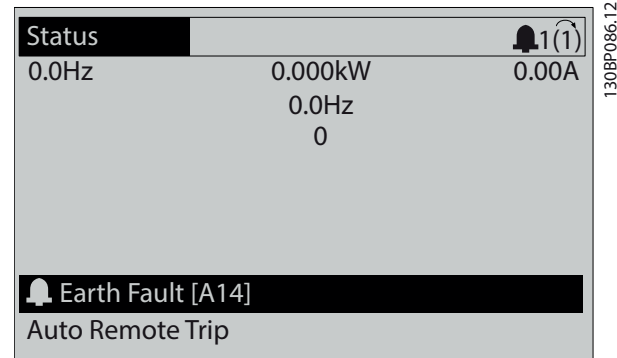 Status 1(1)
0.0Hz 0.000kW 0.00A
0.0Hz
0
Earth Fault [A14]
Auto Remote Trip
130BP086.12